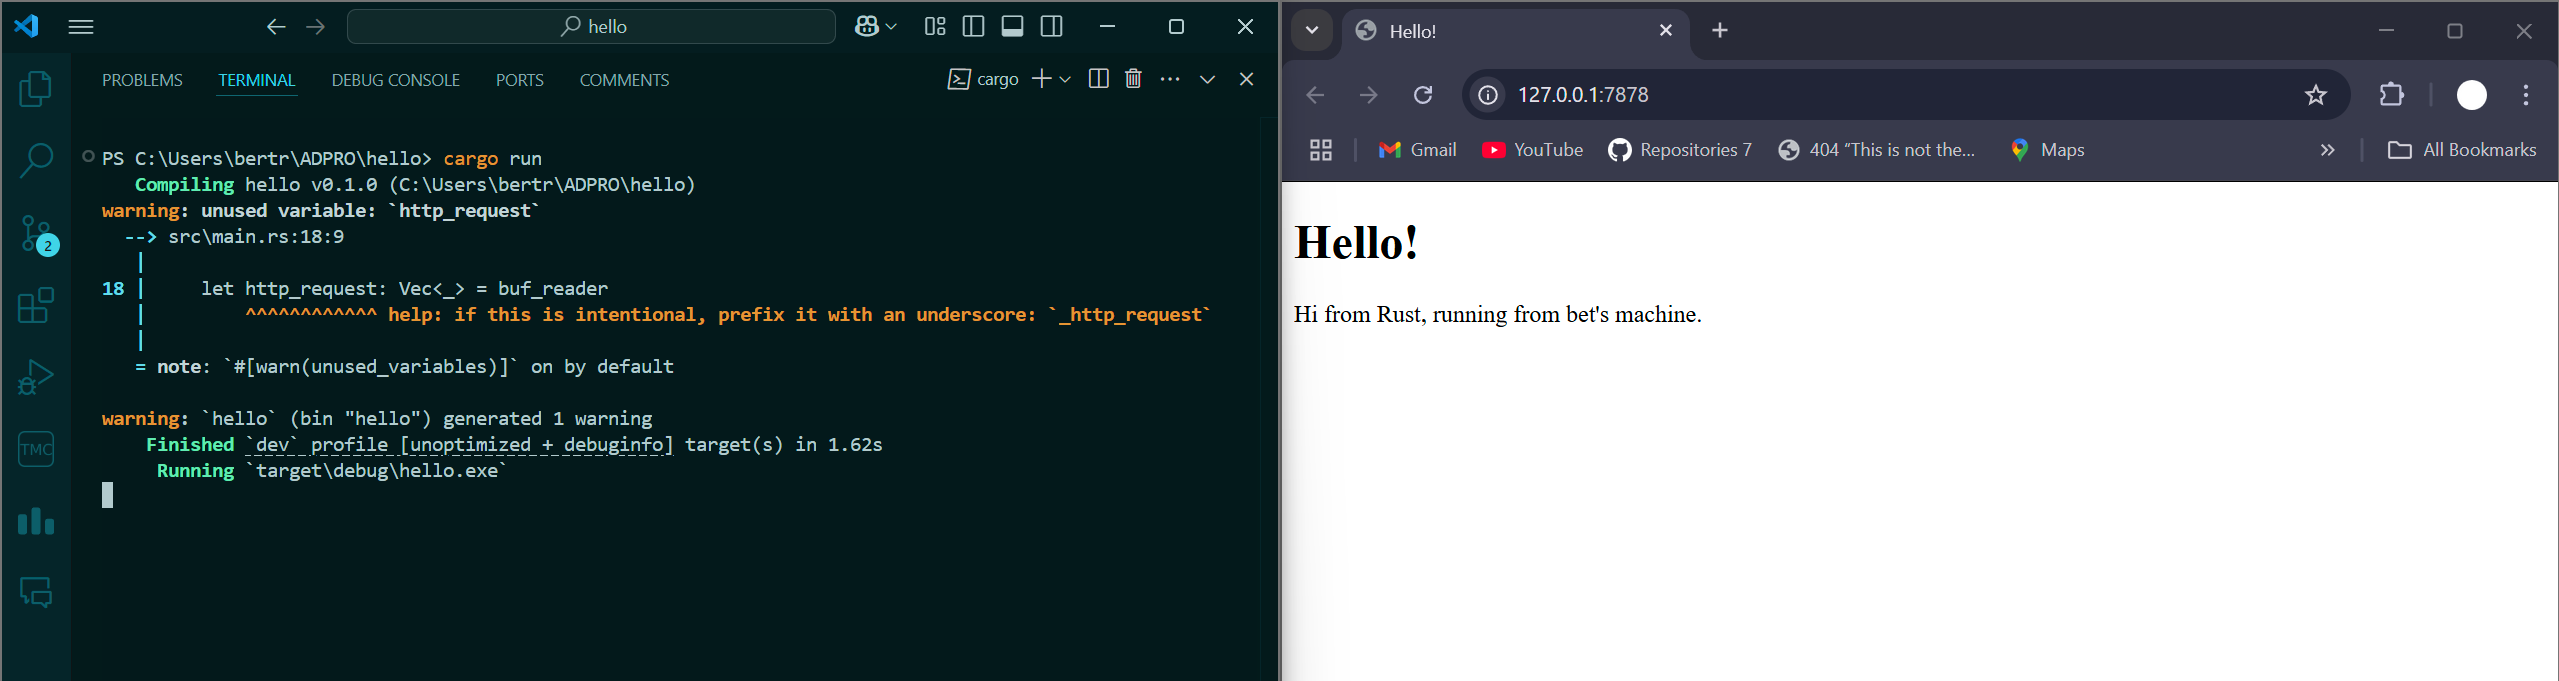 hello
PROBLEMS TERMINAL DEBUG CONSOLE PORTS COMMENTS cargo
PS C:\Users\bertr\ADPRO\hello> cargo run
Compiling hello v0.1.0 (C:\Users\bertr\ADPRO\hello)
warning: unused variable: `http_request`
--> src\main.rs:18:9
|
18 | let http_request: Vec<_> = buf_reader
| ^^^^^^^^^^^^ help: if this is intentional, prefix it with an underscore: `_http_request`
|
= note: `#[warn(unused_variables)]` on by default
warning: `hello` (bin "hello") generated 1 warning
Finished `dev` profile [unoptimized + debuginfo] target(s) in 1.62s
Running `target\debug\hello.exe`
2
TMC
Hello!
127.0.0.1:7878
Gmail YouTube Repositories 7 404 “This is not the... Maps » All Bookmarks
Hello!
Hi from Rust, running from bet's machine.